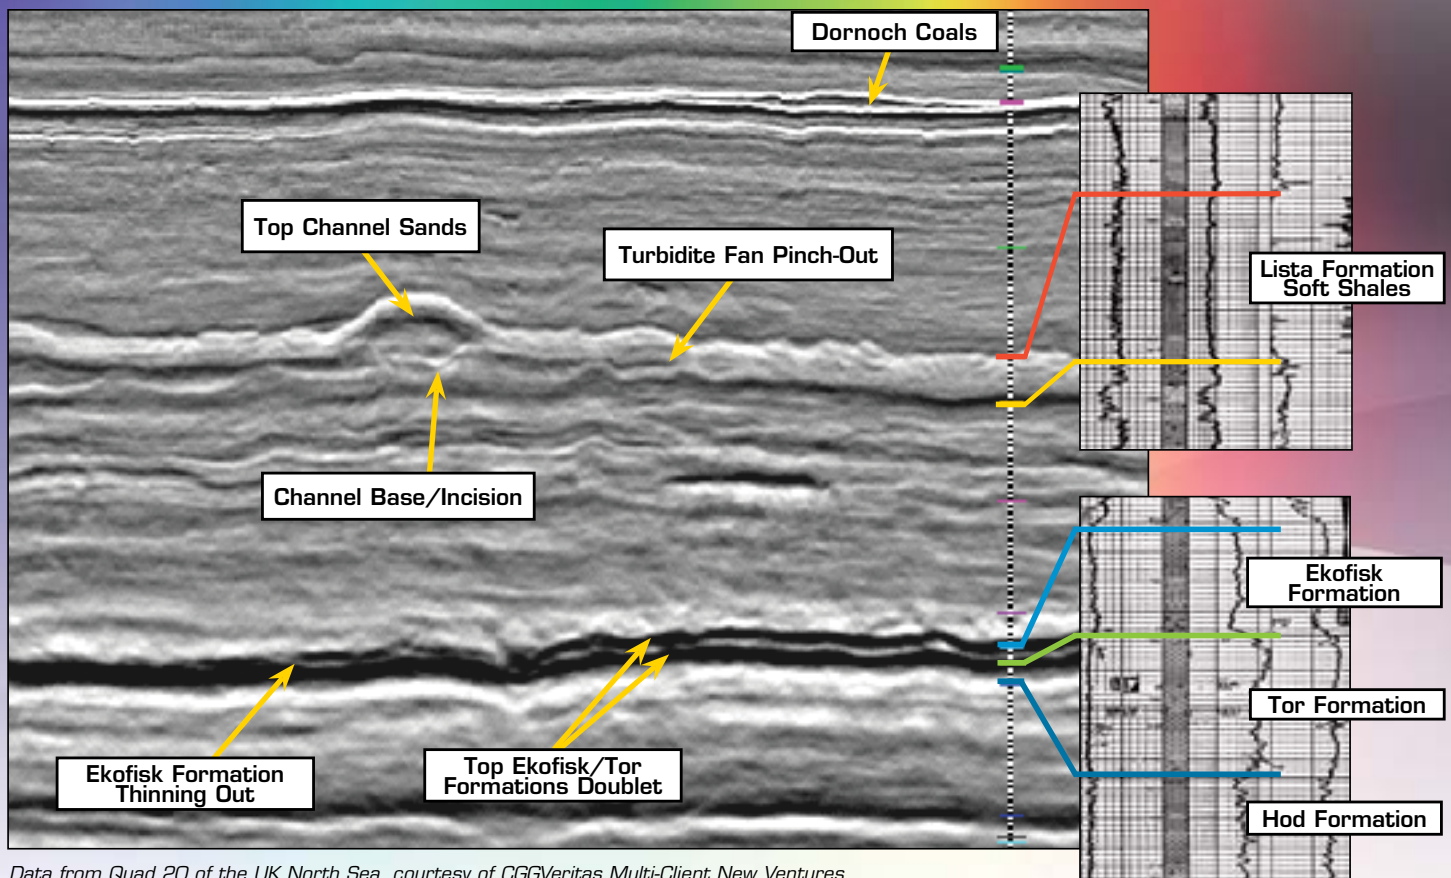 Dornoch Coals
Top Channel Sands
Turbidite Fan Pinch-Out
Lista Formation
Soft Shales
Channel Base/Incision
Ekofisk
Formation
Tor Formation
Ekofisk Formation
Thinning Out
Top Ekofisk/Tor
Formations Doublet
Hod Formation
Data from Quad 20 of the UK North Sea, courtesy of CGGVeritas Multi-Client New Ventures